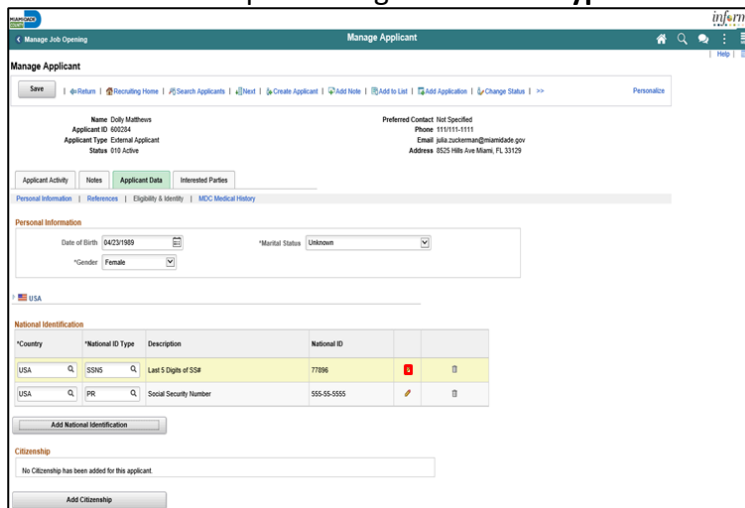 MIAMI-DADE
COUNTY
inform
Manage Job Opening
Manage Applicant
Help
Manage Applicant
Save | Return | Recruiting Home | Search Applicants | Next | Create Applicant | Add Note | Add to List | Add Application | Change Status | >> Personalize
Name Dolly Matthews Preferred Contact Not Specified
Applicant ID 600284 Phone 111/111-1111
Applicant Type External Applicant Email julia.zuckerman@miamidade.gov
Status 010 Active Address 8525 Hills Ave Miami, FL 33129
Applicant Activity Notes Applicant Data Interested Parties
Personal Information | References | Eligibility & Identity | MDC Medical History
Personal Information
Date of Birth 04/23/1989 *Marital Status Unknown
*Gender Female
USA
National Identification
*Country *National ID Type Description National ID
USA SSN5 Last 5 Digits of SS# 77896 5
USA PR Social Security Number 555-55-5555
Add National Identification
Citizenship
No Citizenship has been added for this applicant.
Add Citizenship